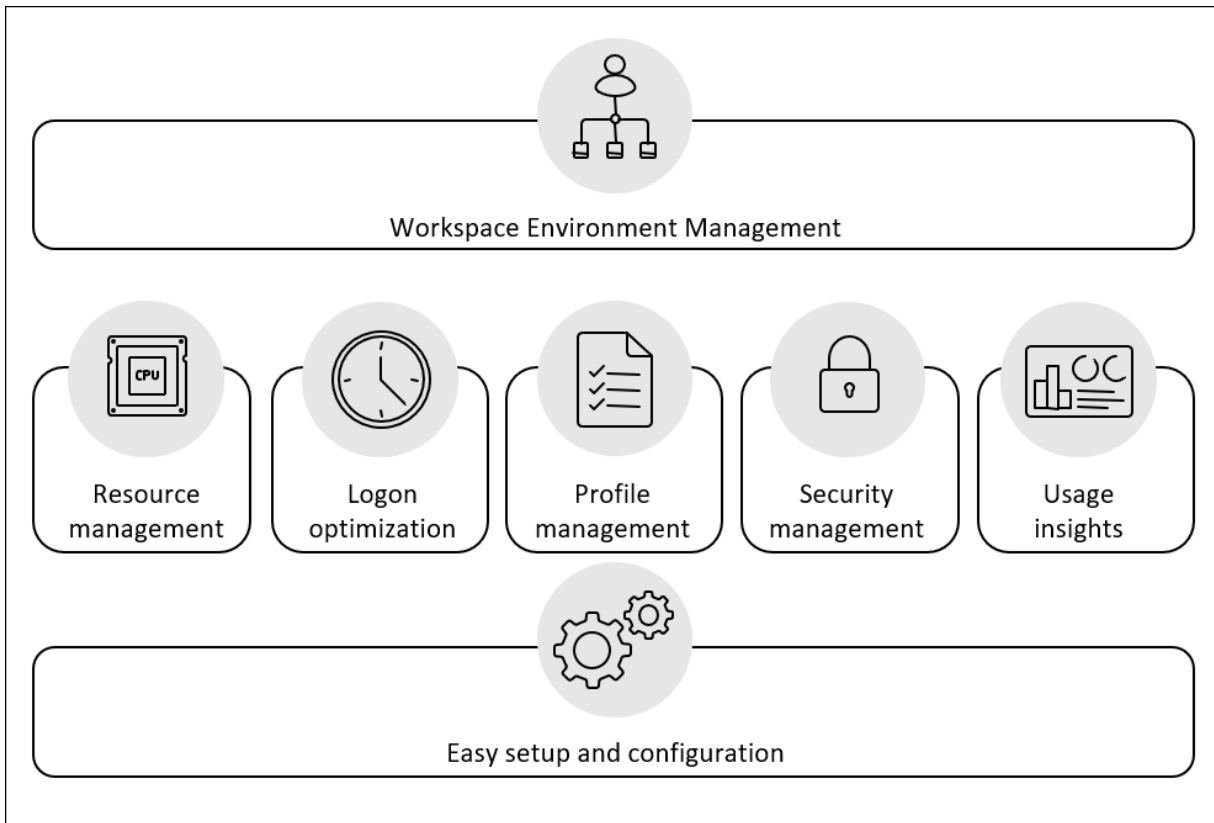 Workspace Environment Management
CPU
Resource
management
Logon
optimization
Profile
management
Security
management
Usage
insights
Easy setup and configuration